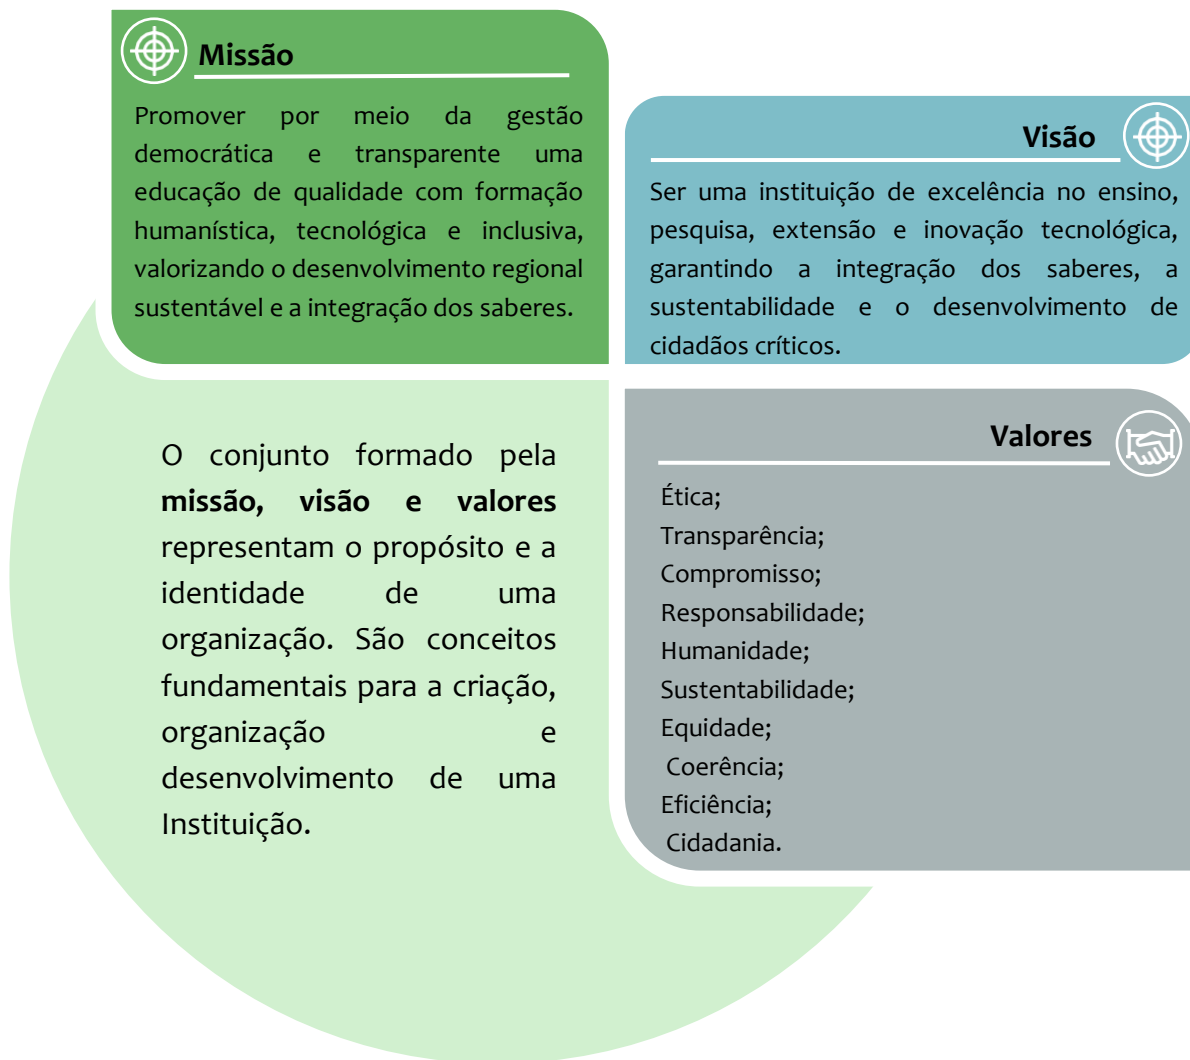 Missão
Promover por meio da gestão
democrática e transparente uma
educação de qualidade com formação
humanística, tecnológica e inclusiva,
valorizando o desenvolvimento regional
sustentável e a integração dos saberes.
Visão
Ser uma instituição de excelência no ensino,
pesquisa, extensão e inovação tecnológica,
garantindo a integração dos saberes, a
sustentabilidade e o desenvolvimento de
cidadãos críticos.
O conjunto formado pela
missão, visão e valores
representam o propósito e a
identidade de uma
organização. São conceitos
fundamentais para a criação,
organização e
desenvolvimento de uma
Instituição.
Valores
Ética;
Transparência;
Compromisso;
Responsabilidade;
Humanidade;
Sustentabilidade;
Equidade;
Coerência;
Eficiência;
Cidadania.